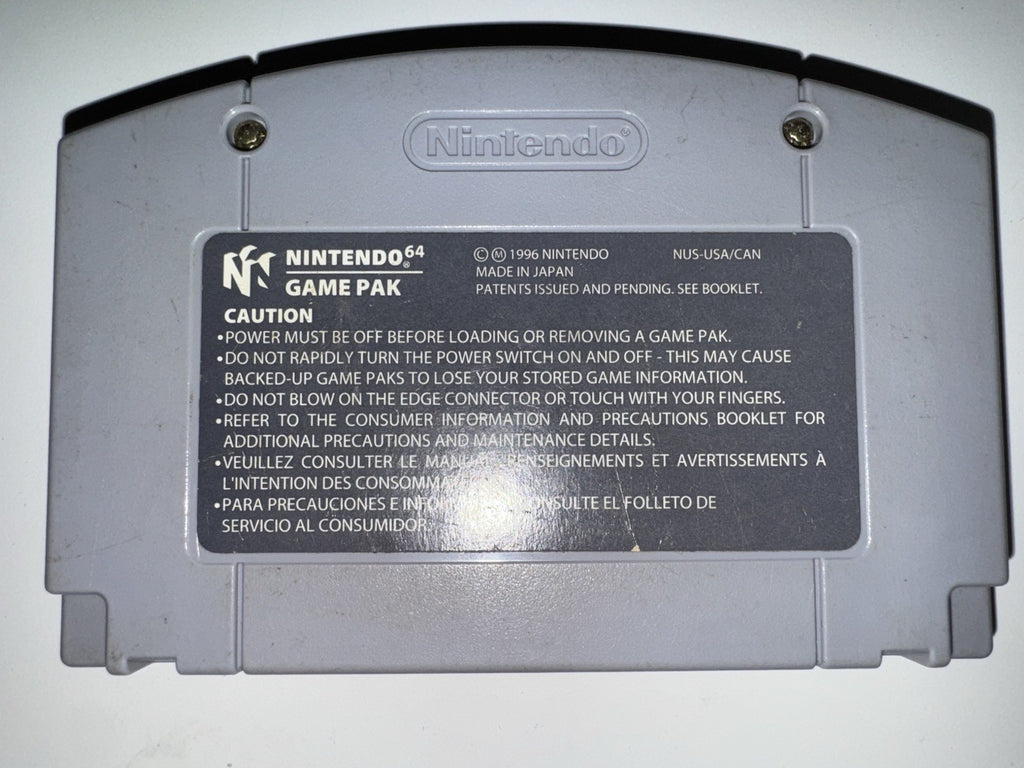 Nintendo®
NINTENDO64®
GAME PAK
©Ⓜ 1996 NINTENDO NUS-USA/CAN
MADE IN JAPAN
PATENTS ISSUED AND PENDING. SEE BOOKLET.
CAUTION
•POWER MUST BE OFF BEFORE LOADING OR REMOVING A GAME PAK.
•DO NOT RAPIDLY TURN THE POWER SWITCH ON AND OFF - THIS MAY CAUSE
BACKED-UP GAME PAKS TO LOSE YOUR STORED GAME INFORMATION.
•DO NOT BLOW ON THE EDGE CONNECTOR OR TOUCH WITH YOUR FINGERS.
•REFER TO THE CONSUMER INFORMATION AND PRECAUTIONS BOOKLET FOR
ADDITIONAL PRECAUTIONS AND MAINTENANCE DETAILS.
•VEUILLEZ CONSULTER LE MANUEL RENSEIGNEMENTS ET AVERTISSEMENTS À
L'INTENTION DES
•PARA PRECAUCIONES E CONSULTE EL FOLLETO DE
SERVICIO AL CONSUMIDOR.